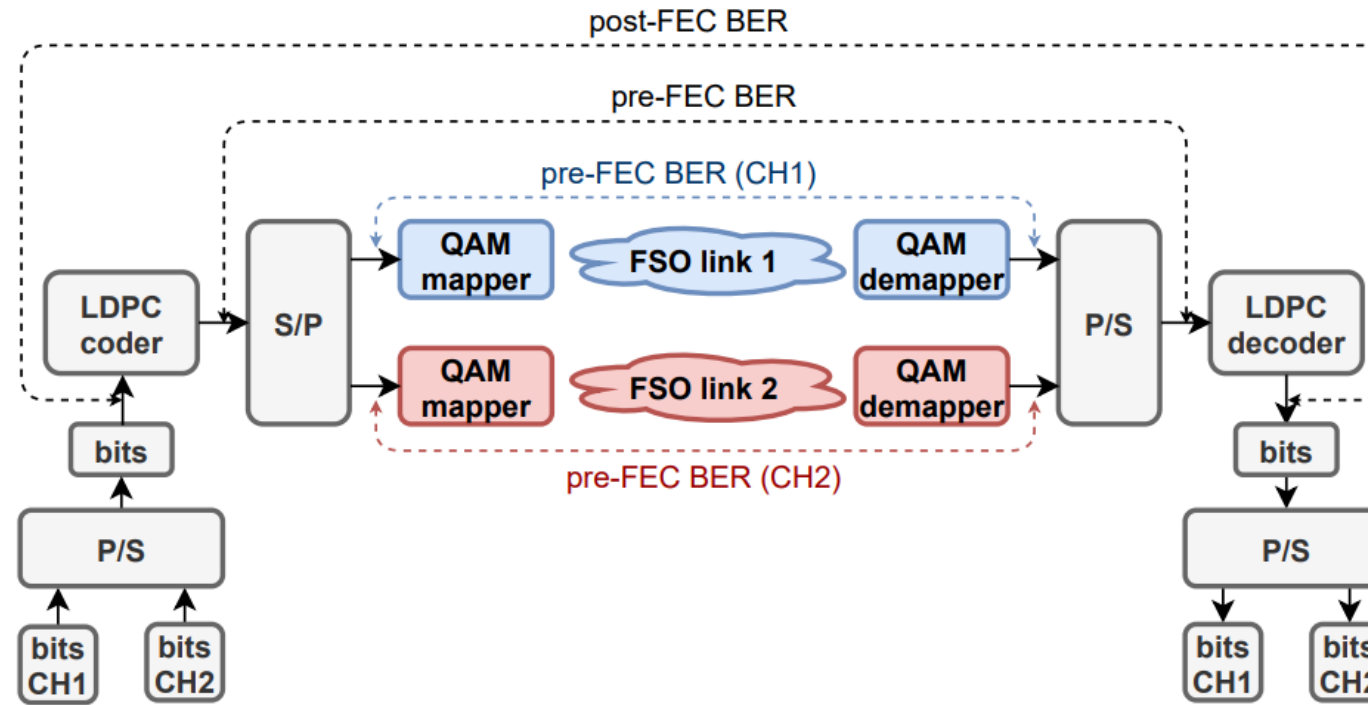 post-FEC BER
pre-FEC BER
pre-FEC BER (CH1)
QAM
mapper
FSO link 1
QAM
demapper
LDPC
coder
S/P
P/S
LDPC
decoder
QAM
mapper
FSO link 2
QAM
demapper
bits
pre-FEC BER (CH2)
bits
P/S
P/S
bits
CH1
bits
CH2
bits
CH1
bits
CH2